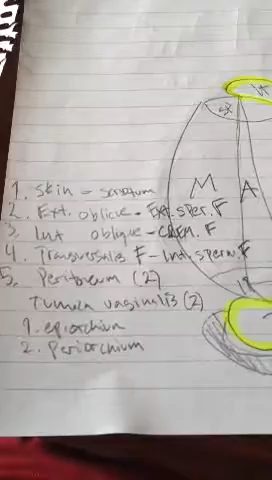 1. Skin - scrotum
2. Ext. oblique - Ext. sper. F
3. Int oblique - CREM. F
4. Transversalis F - Int. sperm. F
5. Peritoneum (2)
Tunica vaginalis (2)
1. epiorchium
2. Periorchium
M A